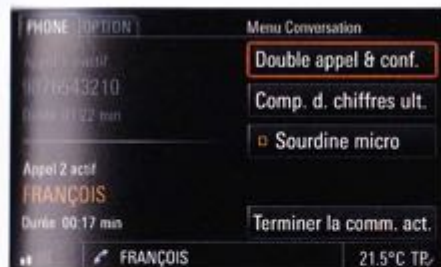 PHONE OPTION
Menu Conversation
Double appel & conf.
Comp. d. chiffres ult.
Sourdine micro
Appel 2 actif
FRANÇOIS
Durée 00:17 min
Terminer la comm. act.
FRANÇOIS
21.5°C TP